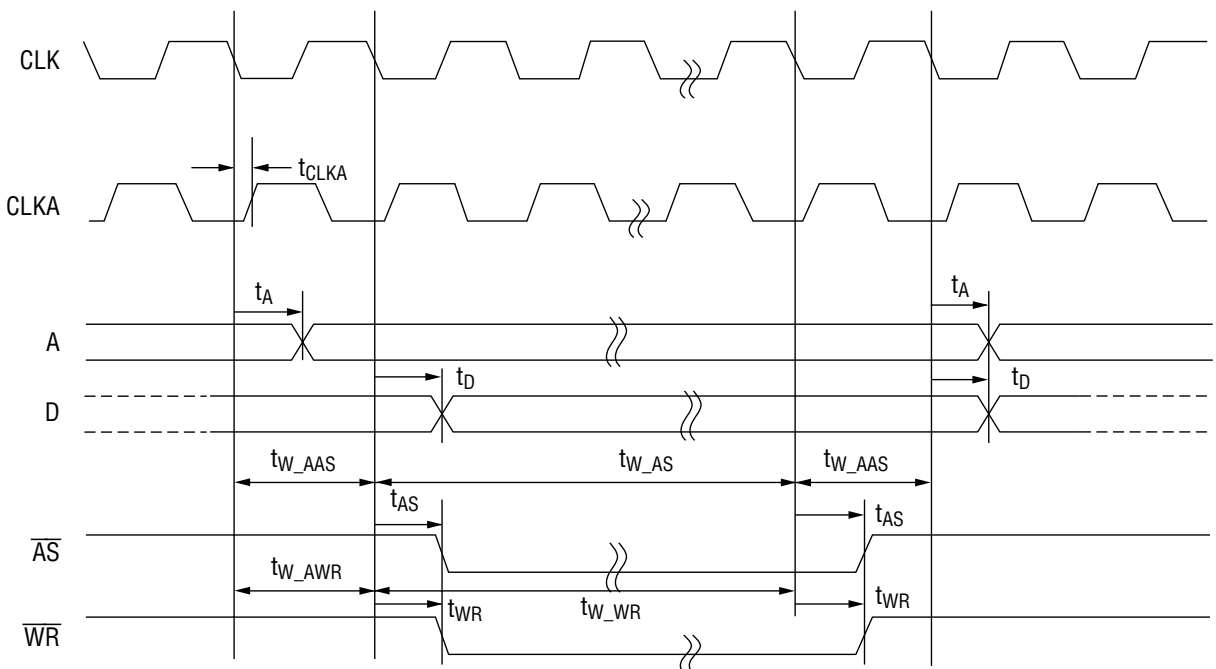 CLK
tCLKA
CLKA
tA tA
A
tD tD
D
tW_AAS tW_AS tW_AAS
tAS tAS
AS
tW_AWR
tWR tW_WR tWR
WR